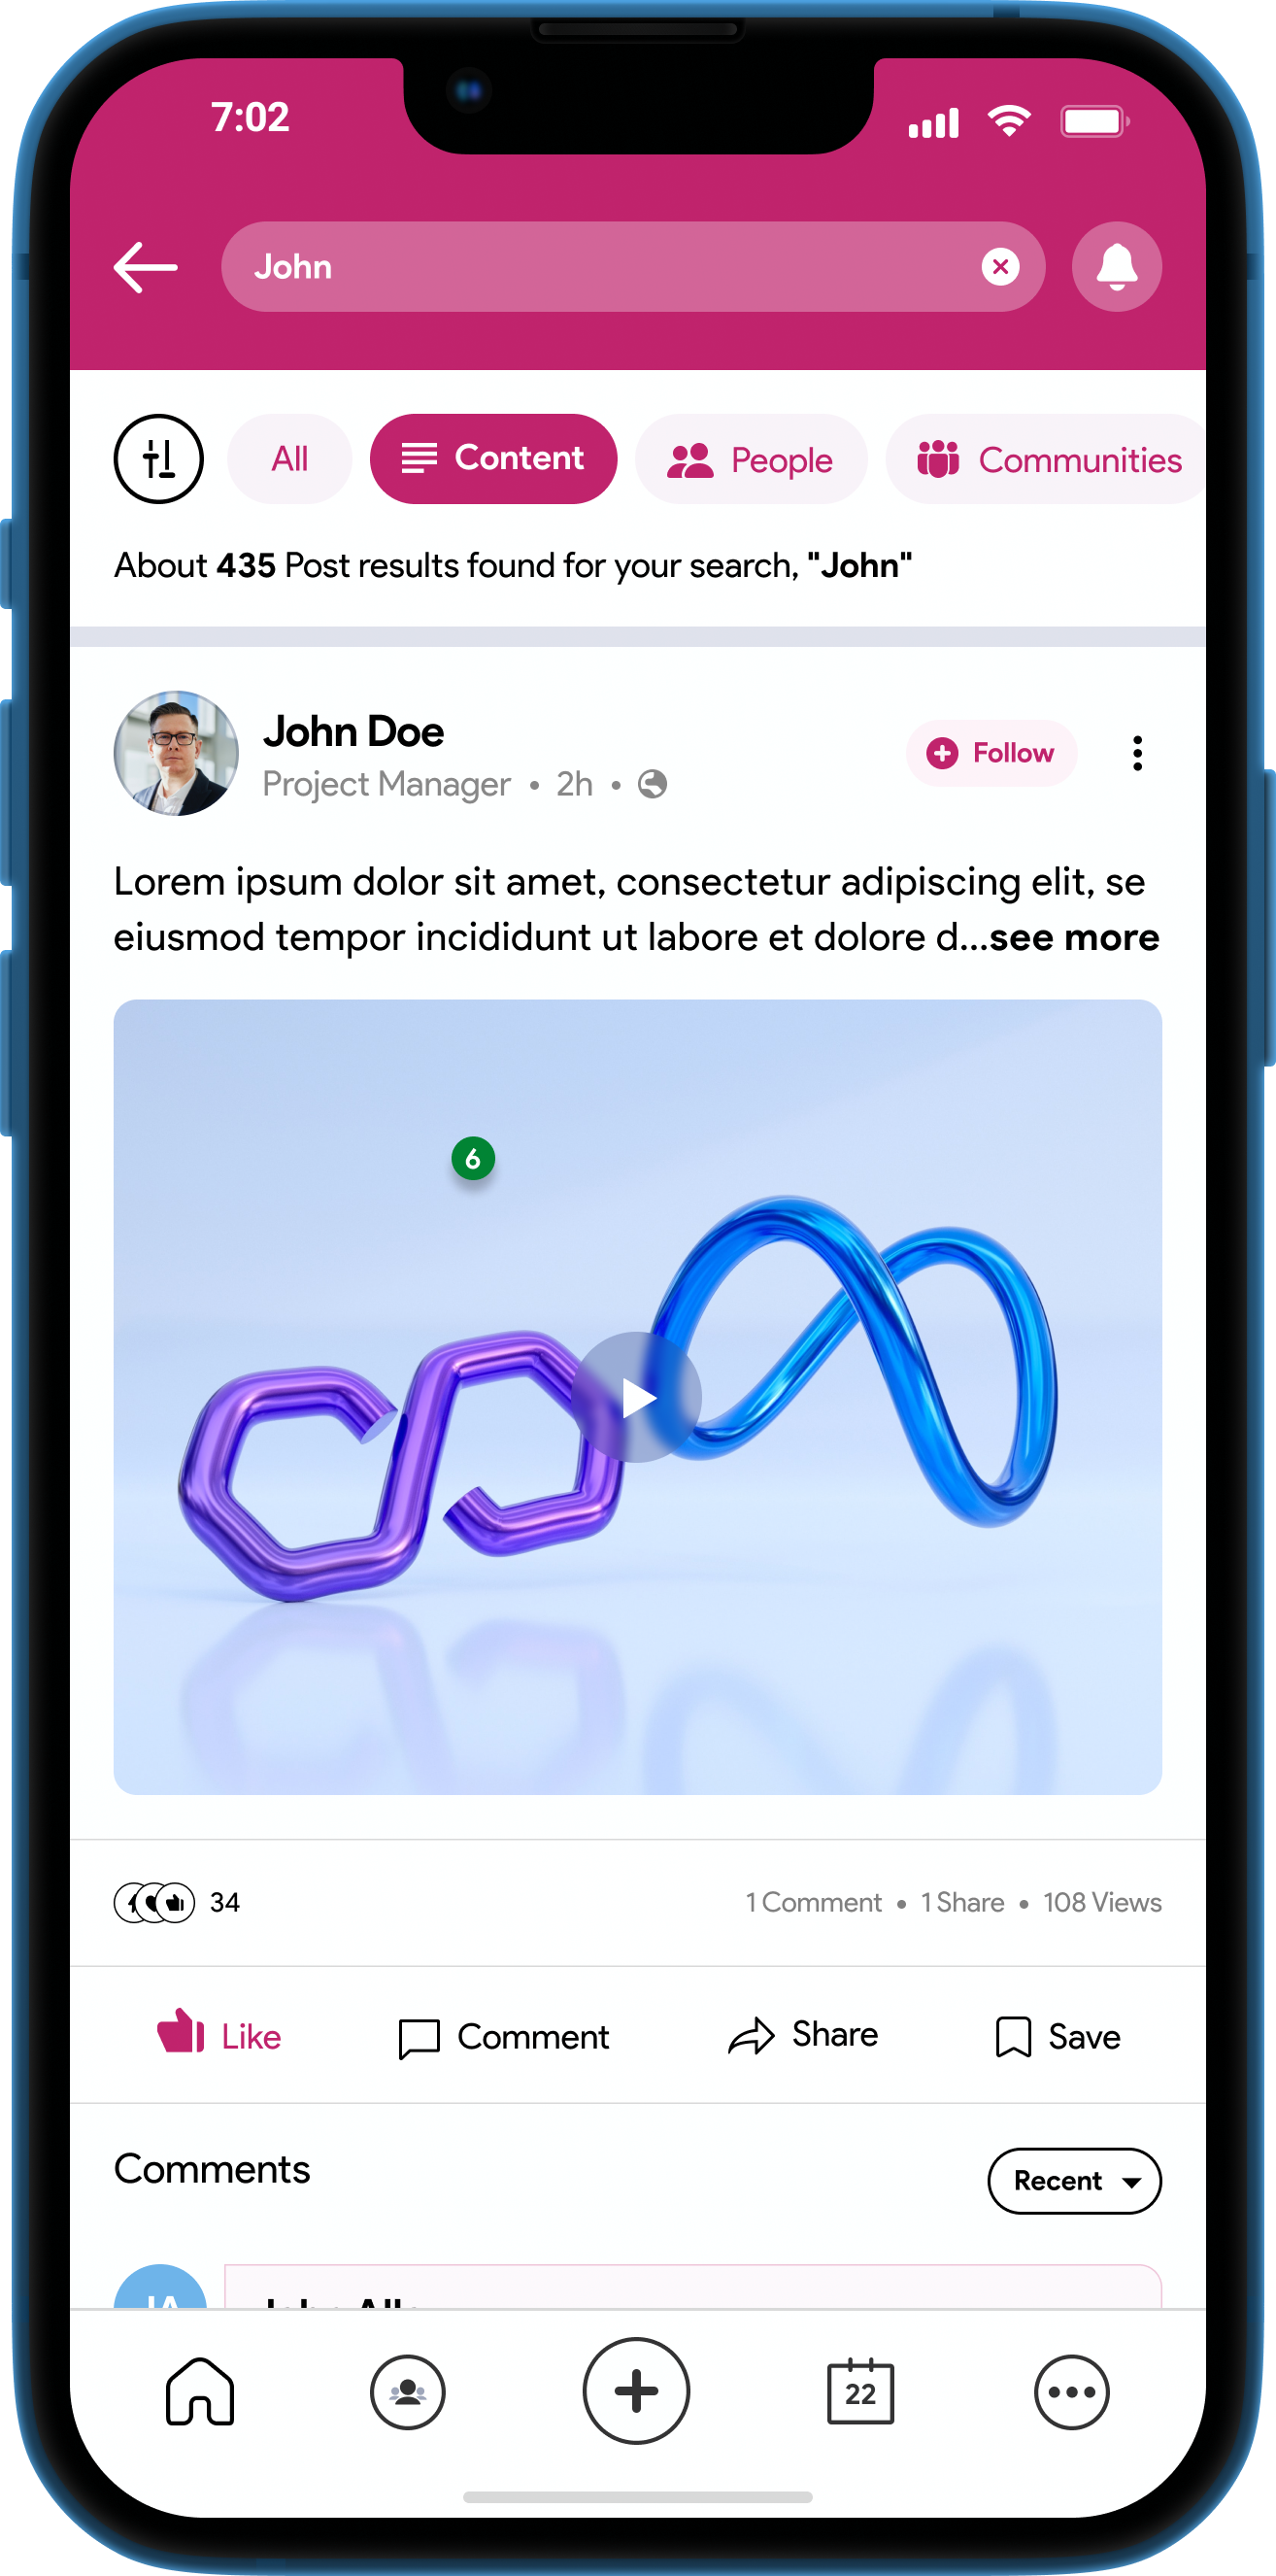 7:02
John
All
Content
People
Communities
About 435 Post results found for your search, "John"
John Doe
Follow
Project Manager • 2h •
Lorem ipsum dolor sit amet, consectetur adipiscing elit, se
eiusmod tempor incididunt ut labore et dolore d...see more
6
34
1 Comment • 1 Share • 108 Views
Like
Comment
Share
Save
Comments
Recent
22